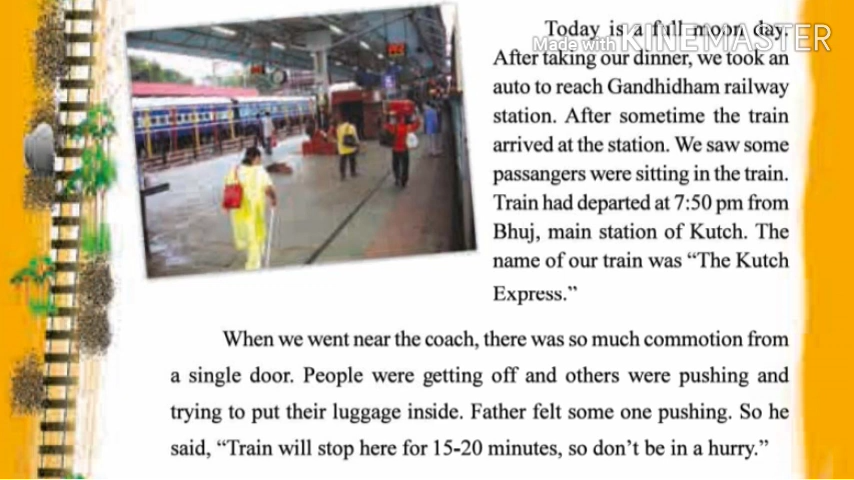 Today is a full moon day.
Made with KINEMASTER
After taking our dinner, we took an
auto to reach Gandhidham railway
station. After sometime the train
arrived at the station. We saw some
passangers were sitting in the train.
Train had departed at 7:50 pm from
Bhuj, main station of Kutch. The
name of our train was “The Kutch
Express.”
When we went near the coach, there was so much commotion from
a single door. People were getting off and others were pushing and
trying to put their luggage inside. Father felt some one pushing. So he
said, “Train will stop here for 15-20 minutes, so don’t be in a hurry.”